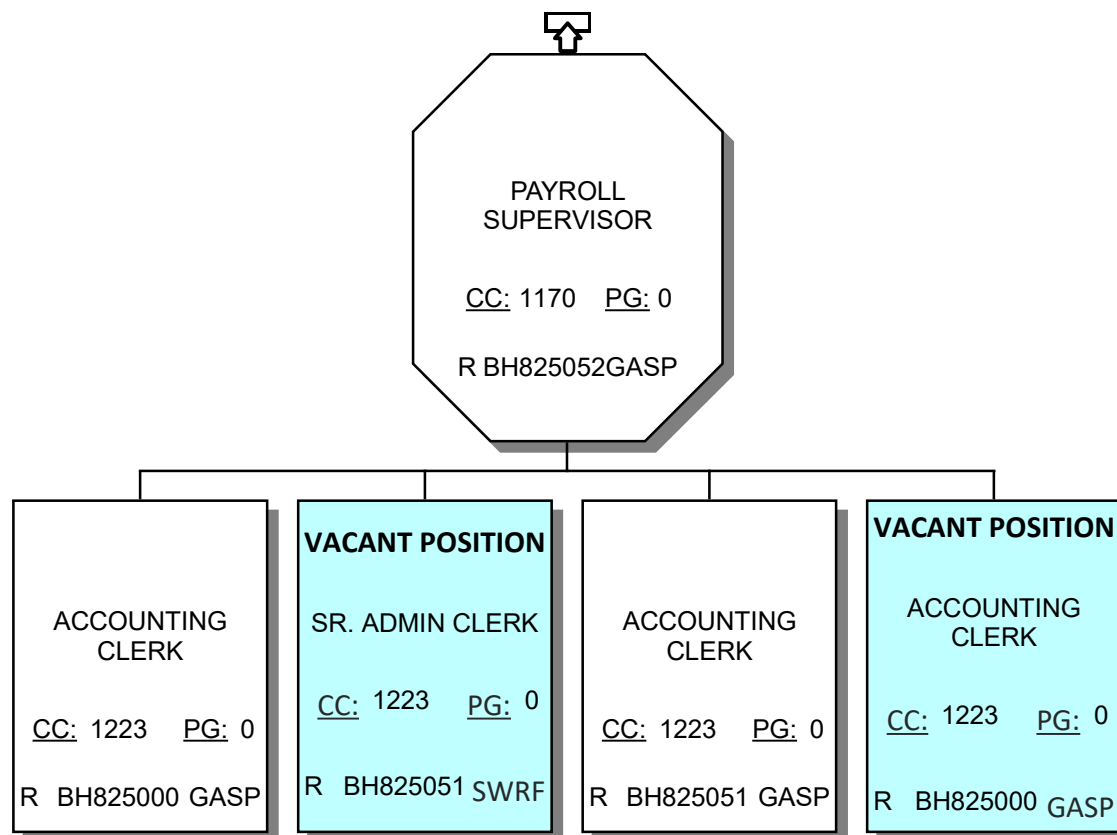 PAYROLL
SUPERVISOR
CC: 1170 PG: 0
R BH825052GASP
ACCOUNTING
CLERK
CC: 1223 PG: 0
R BH825000 GASP
VACANT POSITION
SR. ADMIN CLERK
CC: 1223 PG: 0
R BH825051 SWRF
ACCOUNTING
CLERK
CC: 1223 PG: 0
R BH825051 GASP
VACANT POSITION
ACCOUNTING
CLERK
CC: 1223 PG: 0
R BH825000 GASP